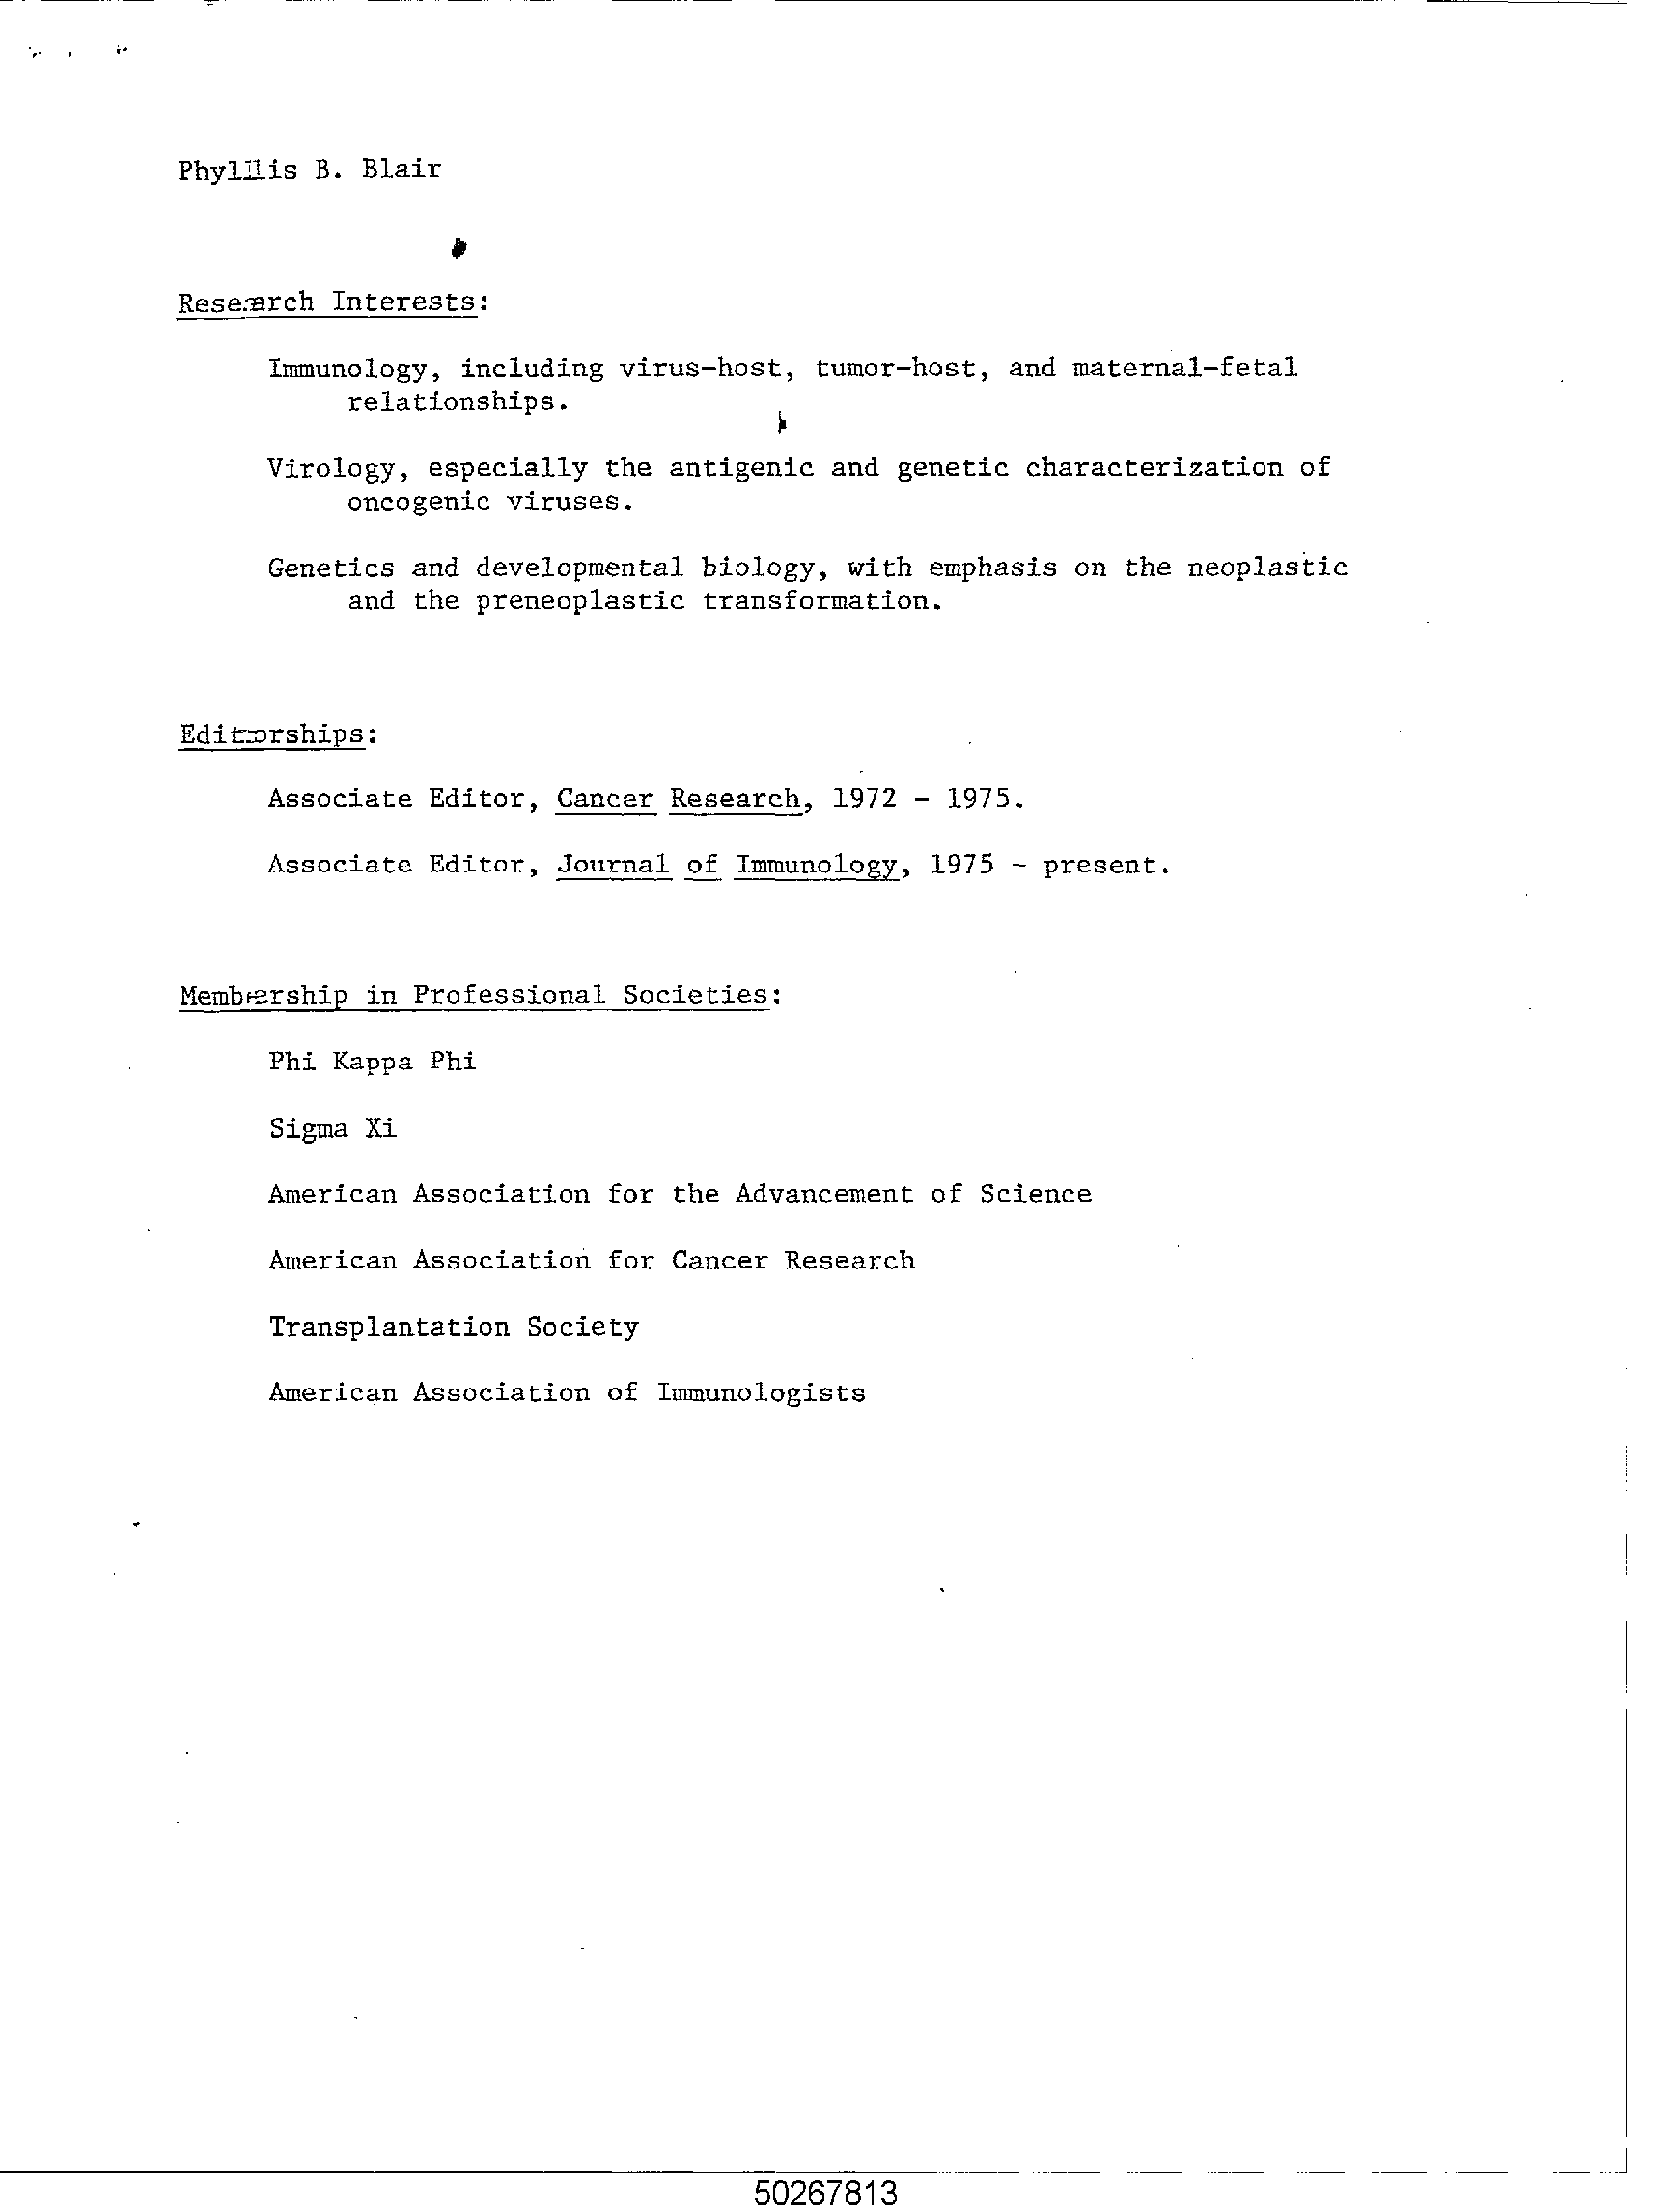 Phyllis B. Blair
Research Interests:
Immunology, including virus-host, tumor-host, and maternal-fetal
relationships.
Virology, especially the antigenic and genetic characterization of
oncogenic viruses.
Genetics and developmental biology, with emphasis on the neoplastic
and the preneoplastic transformation.
Editorships:
Associate Editor, Cancer Research, 1972 - 1975.
Associate Editor, Journal of Immunology, 1975 - present.
Membership in Professional Societies:
Phi Kappa Phi
Sigma Xi
American Association for the Advancement of Science
American Association for Cancer Research
Transplantation Society
American Association of Immunologists
50267813